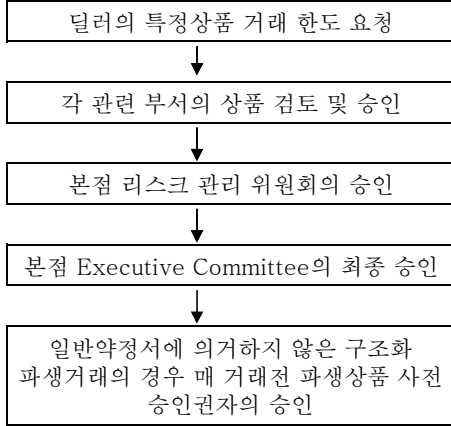 딜러의 특정상품 거래 한도 요청
각 관련 부서의 상품 검토 및 승인
본점 리스크 관리 위원회의 승인
본점 Executive Committee의 최종 승인
일반약정서에 의거하지 않은 구조화
파생거래의 경우 매 거래전 파생상품 사전
승인권자의 승인